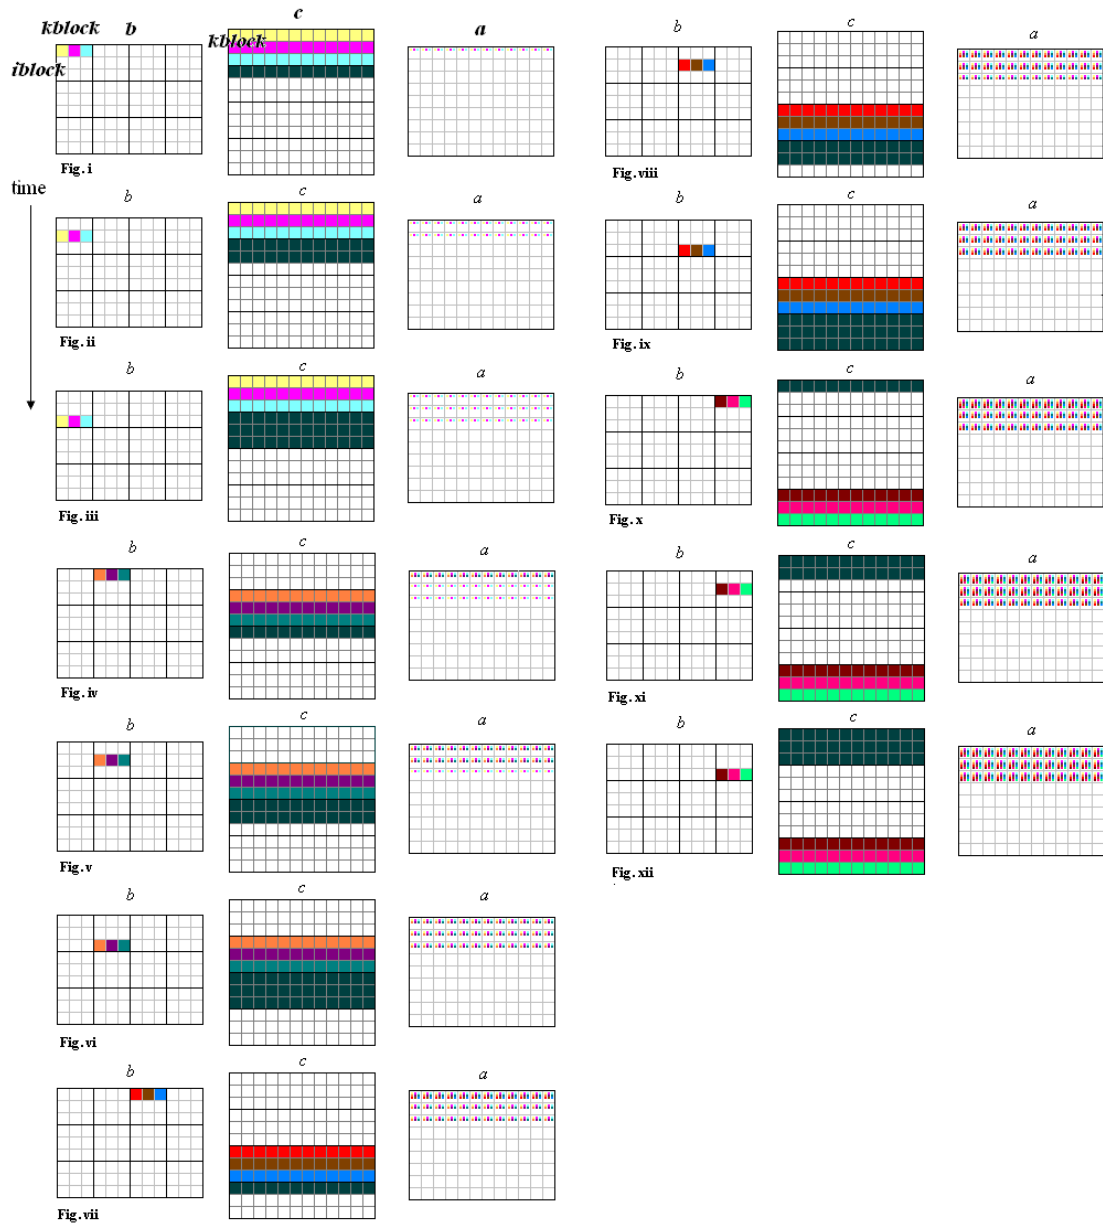 kblock b c a
iblock kblock
Fig.i
time
b c a
Fig.ii
b c a
Fig.iii
b c a
Fig.iv
b c a
Fig.v
b c a
Fig.vi
b c a
Fig.vii
b c a
Fig.viii
b c a
Fig.ix
b c a
Fig.x
b c a
Fig.xi
b c a
Fig.xii